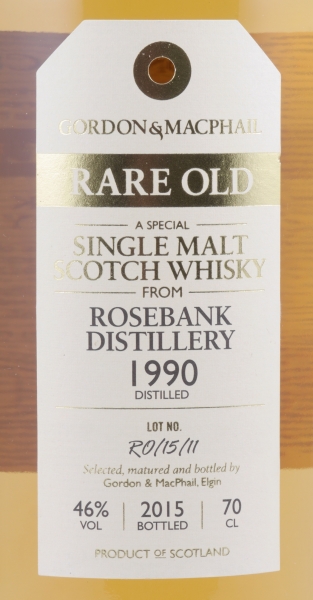 GORDON & MACPHAIL
RARE OLD
A SPECIAL
SINGLE MALT
SCOTCH WHISKY
FROM
ROSEBANK
DISTILLERY
1990
DISTILLED
LOT NO.
RO/15/11
Selected, matured and bottled by
Gordon & MacPhail, Elgin
46% VOL | 2015 BOTTLED | 70 CL
PRODUCT OF SCOTLAND